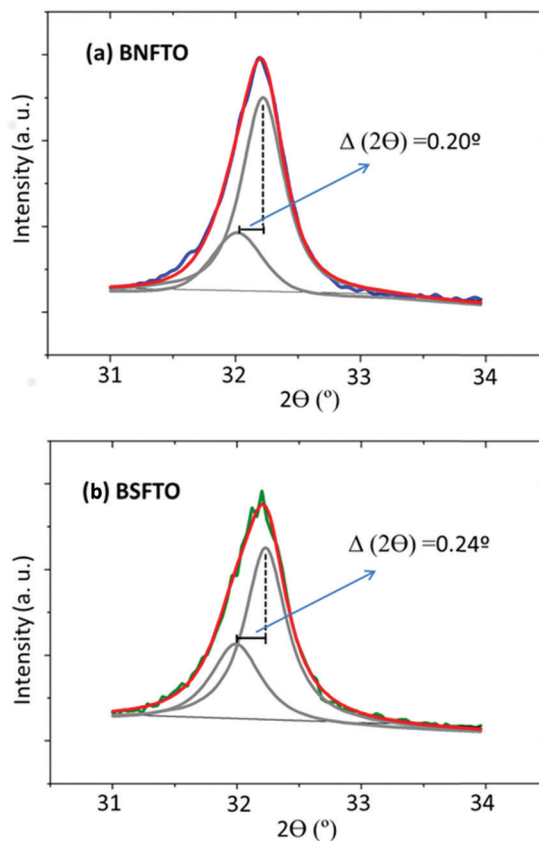 (a) BNFTO
Δ (2Θ) =0.20º
Intensity (a. u.)
31 32 33 34
2Θ (º)
(b) BSFTO
Δ (2Θ) =0.24º
Intensity (a. u.)
31 32 33 34
2Θ (º)